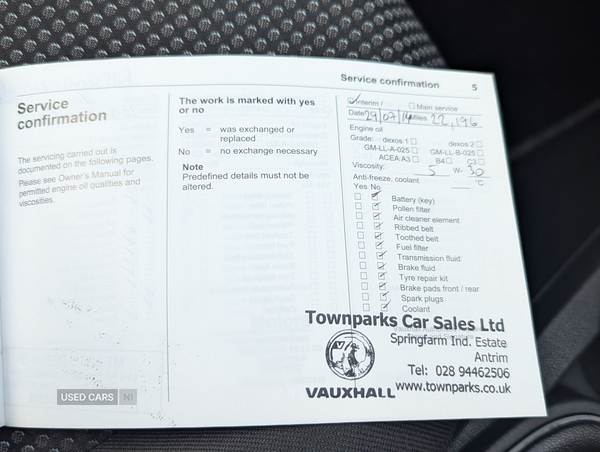 Service confirmation 5
Service
confirmation
The servicing carried out is
documented on the following pages.
Please see Owner's Manual for
permitted engine oil qualities and
viscosities.
The work is marked with yes
or no
Yes = was exchanged or
replaced
No = no exchange necessary
Note
Predefined details must not be
altered.
Interim / Main service
Date 29/07/14 Miles 22,196
Engine oil
Grade: dexos 1 dexos 2
GM-LL-A-025 GM-LL-B-025
ACEA:A3 B4 C3
Viscosity: 5 W- 30
Anti-freeze, coolant °C
Yes No
Battery (key)
Pollen filter
Air cleaner element
Ribbed belt
Toothed belt
Fuel filter
Transmission fluid
Brake fluid
Tyre repair kit
Brake pads front / rear
Spark plugs
Coolant
Townparks Car Sales Ltd
Springfarm Ind. Estate
Antrim
Tel: 028 94462506
www.townparks.co.uk
VAUXHALL
USED CARS NI